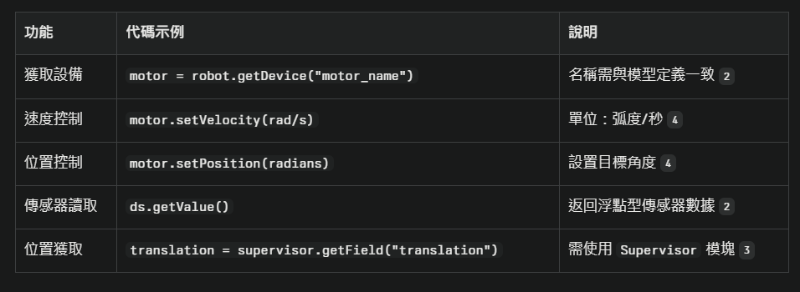 功能 代碼示例 說明
獲取設備 motor = robot.getDevice("motor_name") 名稱需與模型定義一致 2
速度控制 motor.setVelocity(rad/s) 單位：弧度/秒 4
位置控制 motor.setPosition(radians) 設置目標角度 4
傳感器讀取 ds.getValue() 返回浮點型傳感器數據 2
位置獲取 translation = supervisor.getField("translation") 需使用 Supervisor 模塊 3